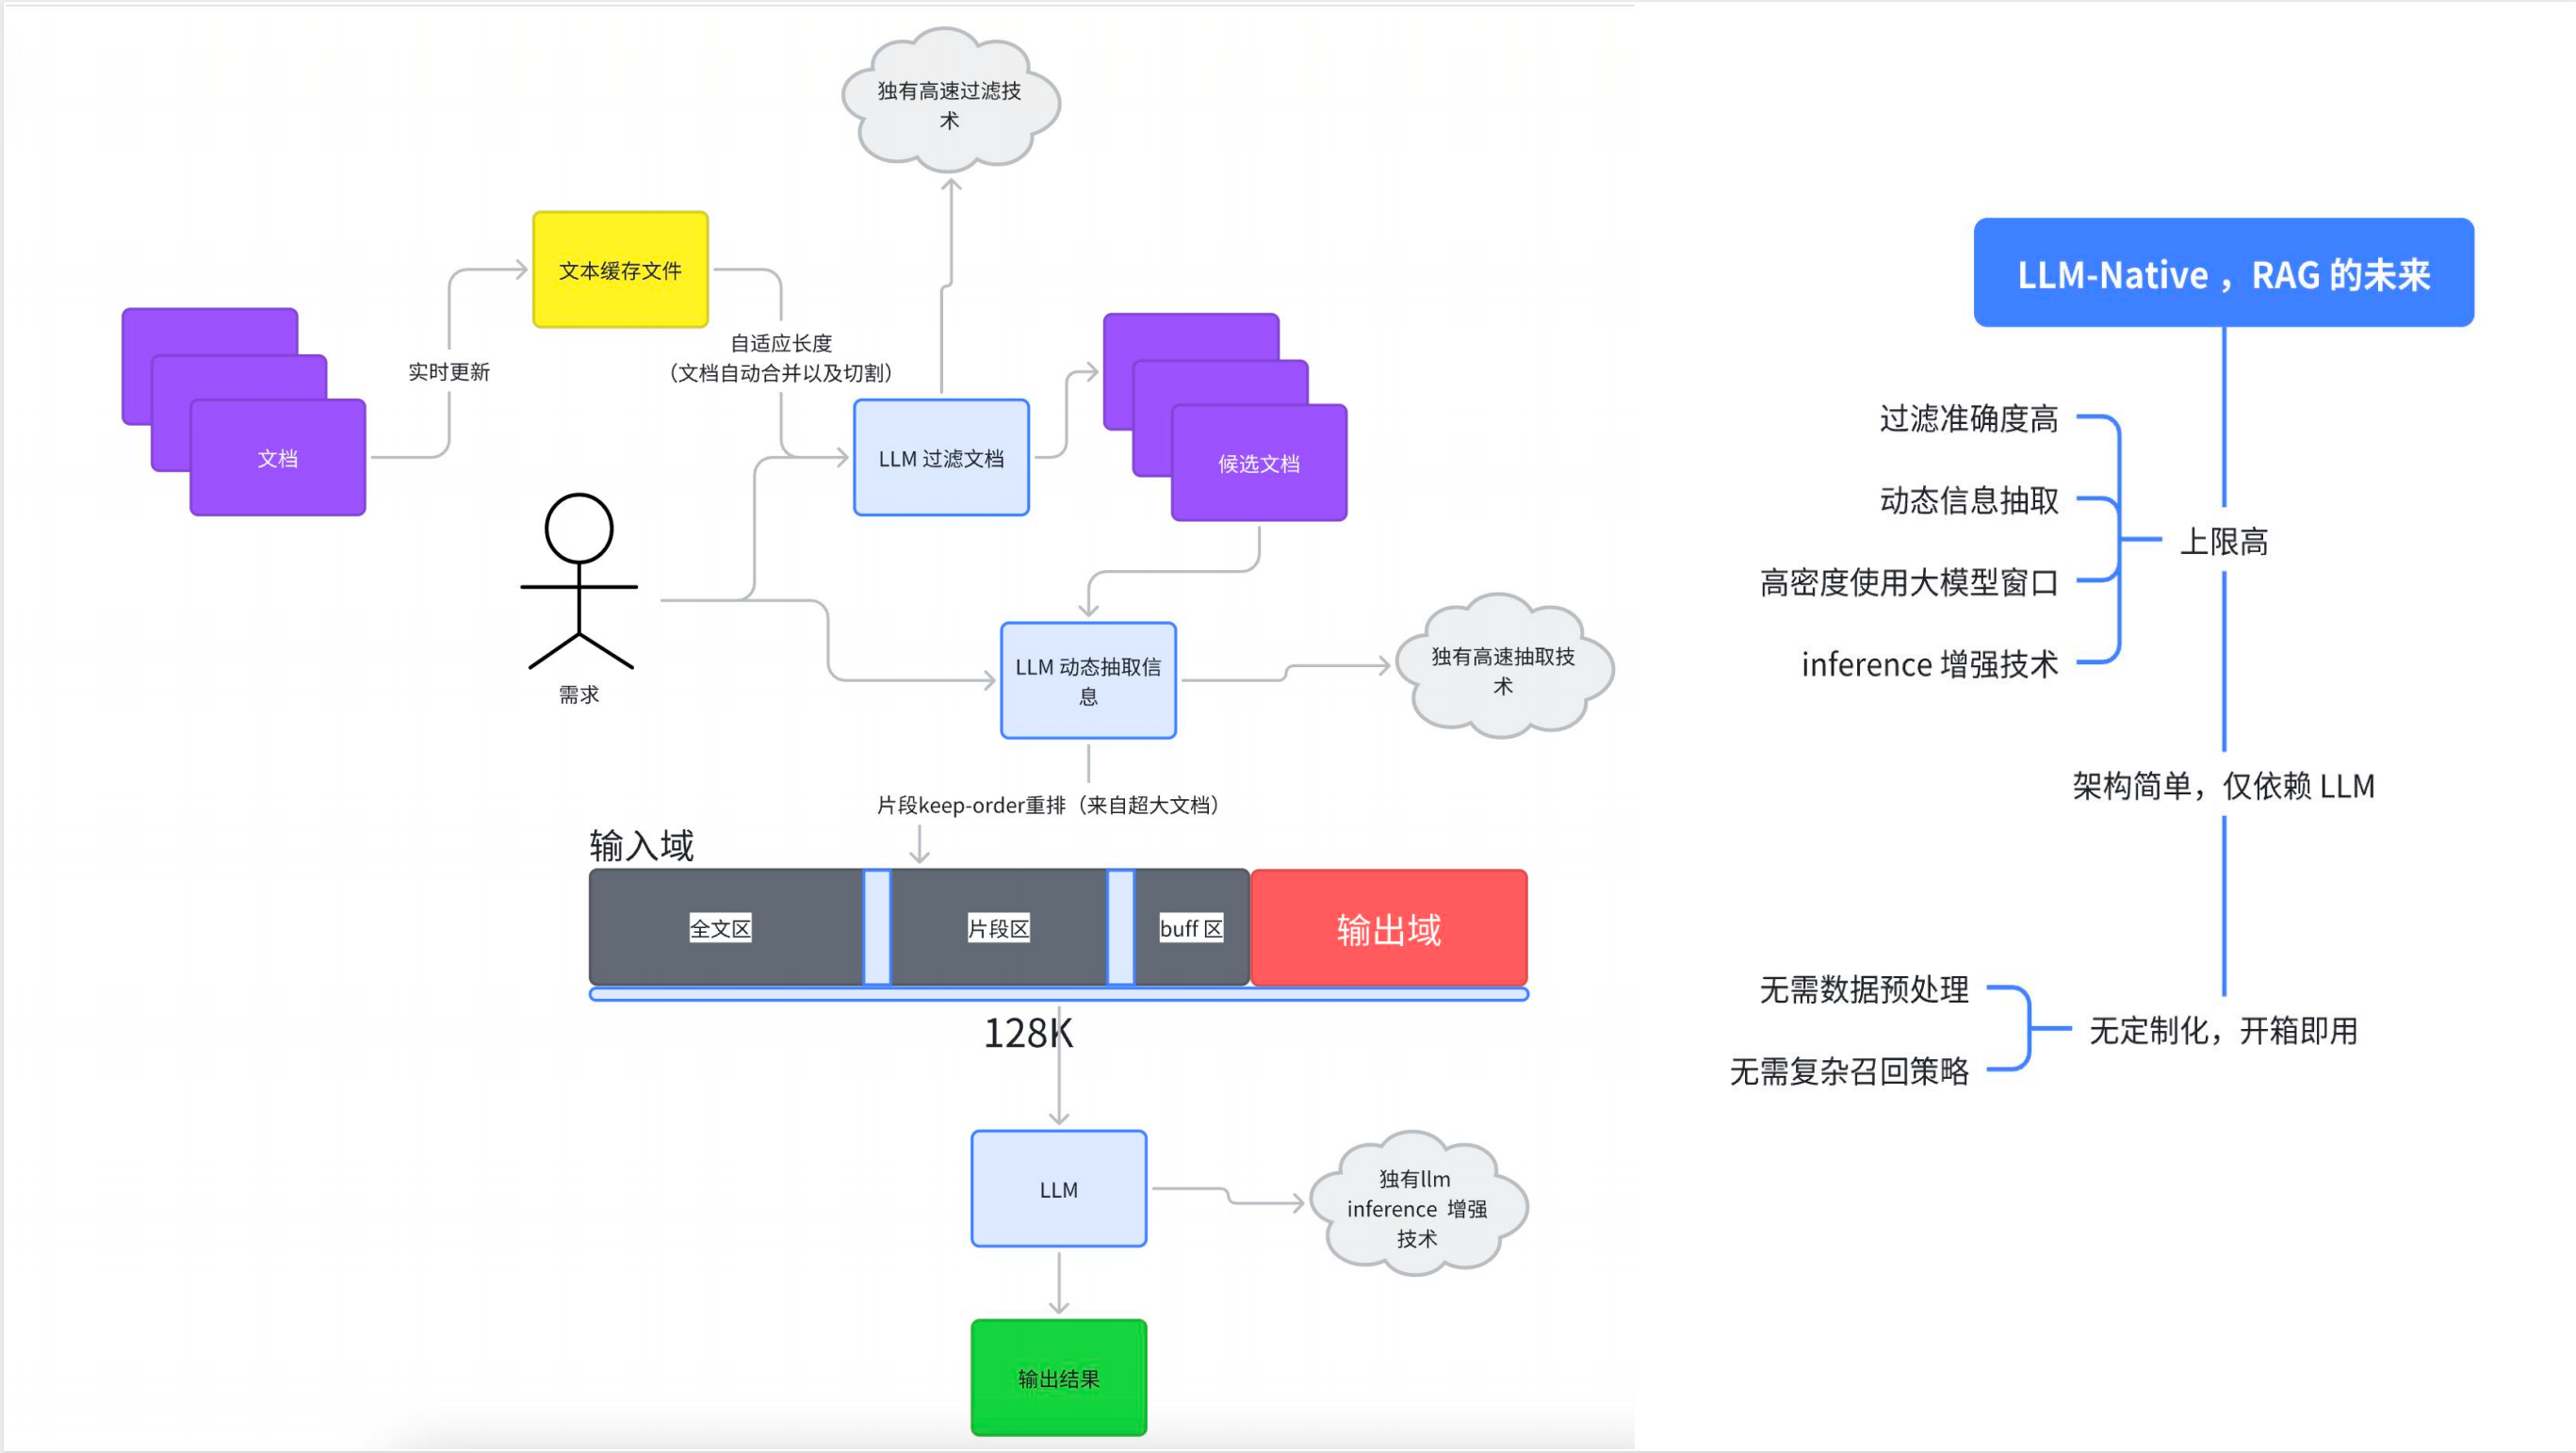 独有高速过滤技
术
文本缓存文件
实时更新
自适应长度
（文档自动合并以及切割）
文档
LLM 过滤文档
候选文档
需求
LLM 动态抽取信
息
独有高速抽取技
术
片段keep-order重排（来自超大文档）
输入域
全文区
片段区
buff 区
输出域
128K
LLM
独有llm
inference 增强
技术
输出结果
LLM-Native ，RAG 的未来
过滤准确度高
动态信息抽取
高密度使用大模型窗口
inference 增强技术
上限高
架构简单，仅依赖 LLM
无需数据预处理
无需复杂召回策略
无定制化，开箱即用